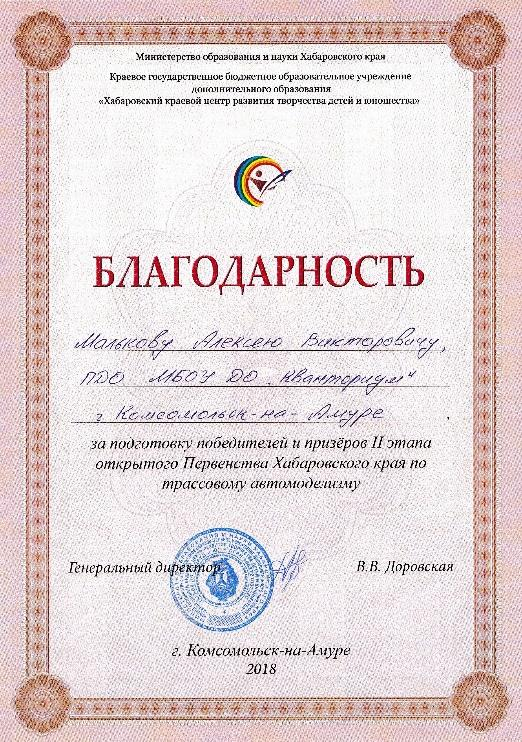 Министерство образования и науки Хабаровского края
Краевое государственное бюджетное образовательное учреждение
дополнительного образования
«Хабаровский краевой центр развития творчества детей и юношества»
БЛАГОДАРНОСТЬ
Малькову Алексею Викторовичу,
ПДО МБОУ ДО „Кванториум“
г Комсомольск-на-Амуре
за подготовку победителей и призёров II этапа
открытого Первенства Хабаровского края по
трассовому автомоделизму
Генеральный директор В.В. Доровская
г. Комсомольск-на-Амуре
2018